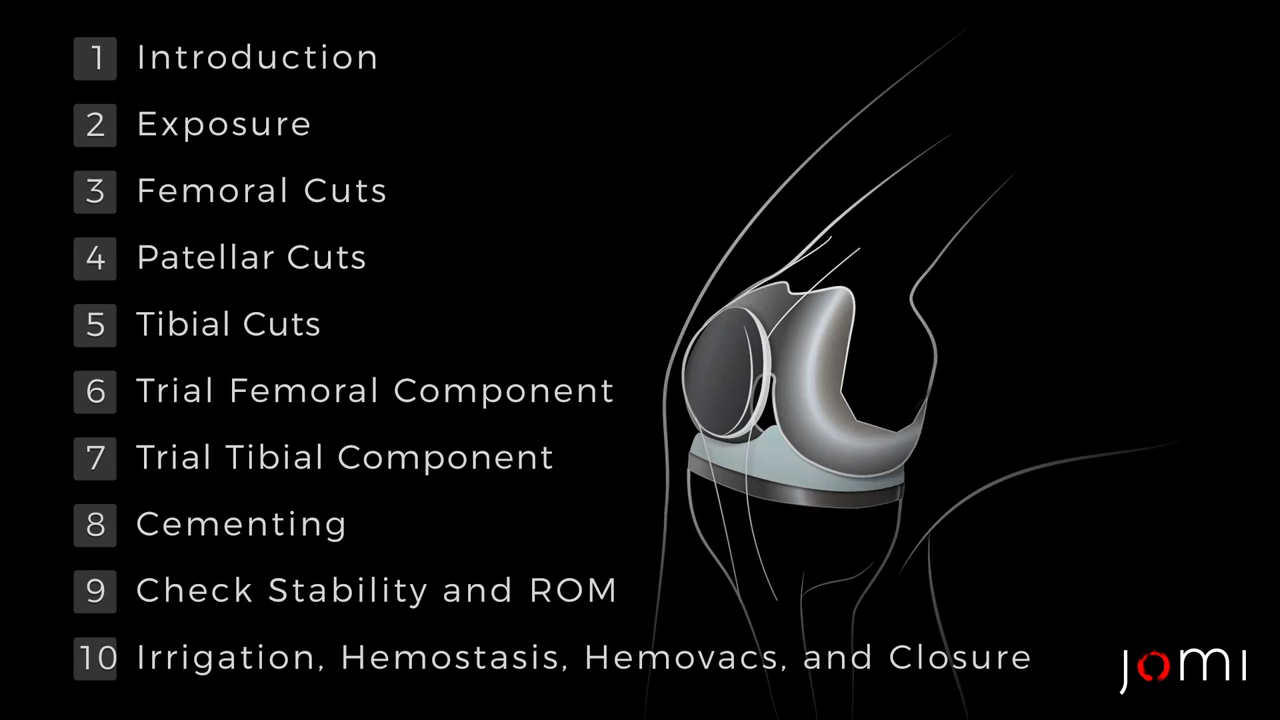 1 Introduction
2 Exposure
3 Femoral Cuts
4 Patellar Cuts
5 Tibial Cuts
6 Trial Femoral Component
7 Trial Tibial Component
8 Cementing
9 Check Stability and ROM
10 Irrigation, Hemostasis, Hemovacs, and Closure
jomi